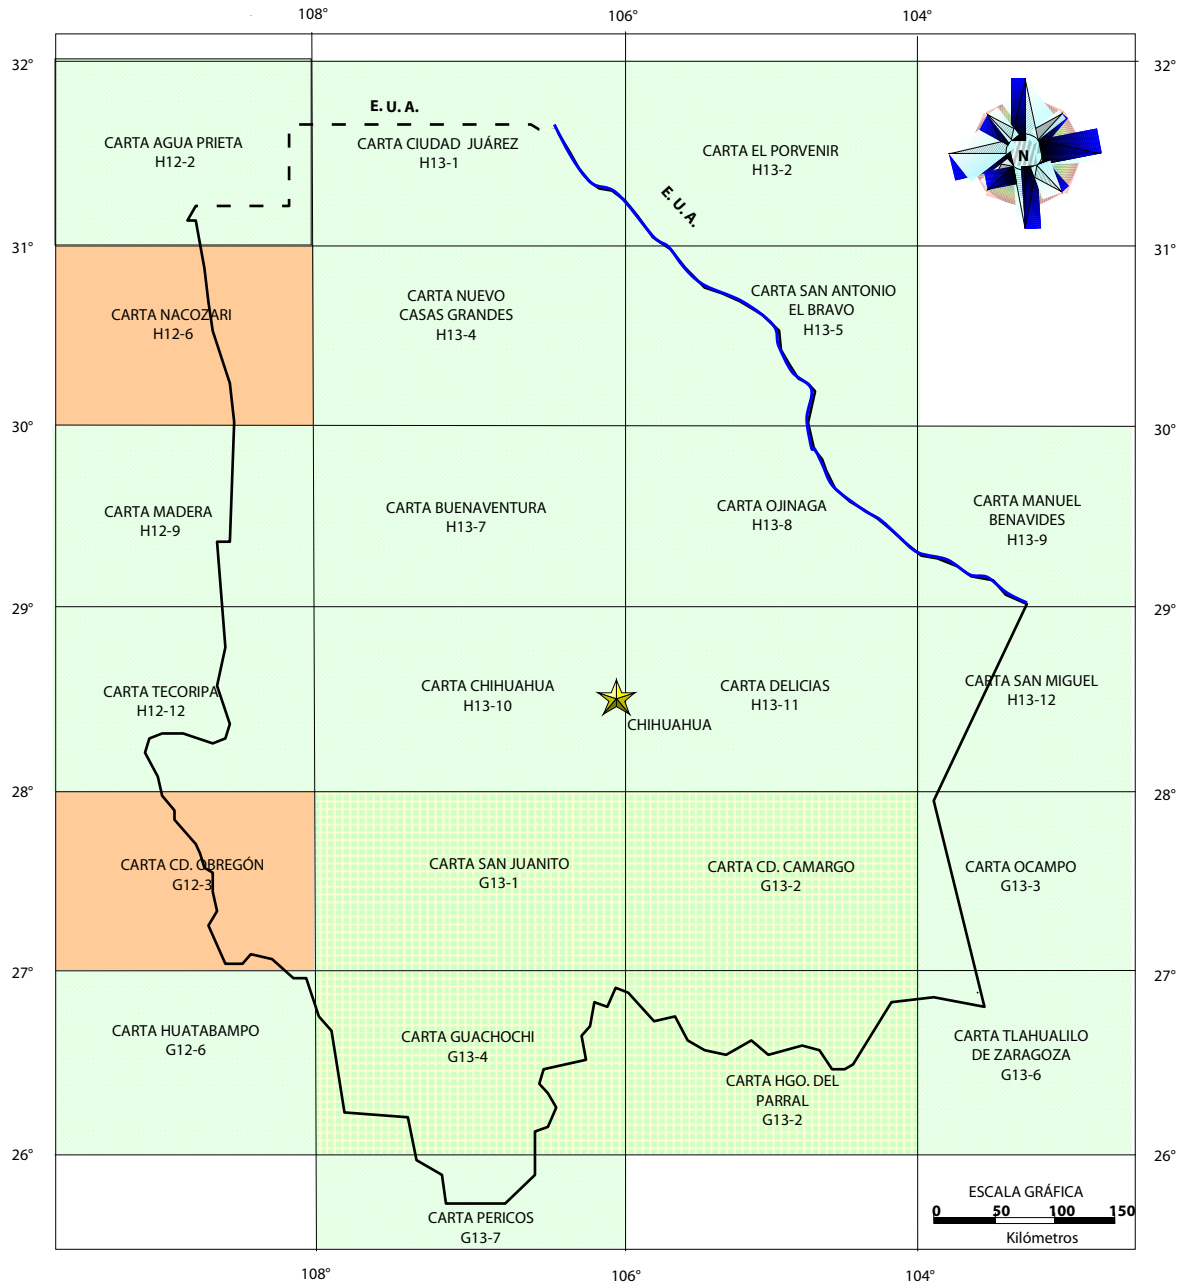 108°
106°
104°
32°
32°
E. U. A.
CARTA AGUA PRIETA
H12-2
CARTA CIUDAD JUÁREZ
H13-1
CARTA EL PORVENIR
H13-2
N
E. U. A.
31°
31°
CARTA NACOZARI
H12-6
CARTA NUEVO
CASAS GRANDES
H13-4
CARTA SAN ANTONIO
EL BRAVO
H13-5
30°
30°
CARTA MADERA
H12-9
CARTA BUENAVENTURA
H13-7
CARTA OJINAGA
H13-8
CARTA MANUEL
BENAVIDES
H13-9
29°
29°
CARTA TECORIPA
H12-12
CARTA CHIHUAHUA
H13-10
CHIHUAHUA
CARTA DELICIAS
H13-11
CARTA SAN MIGUEL
H13-12
28°
28°
CARTA CD. OBREGÓN
G12-3
CARTA SAN JUANITO
G13-1
CARTA CD. CAMARGO
G13-2
CARTA OCAMPO
G13-3
27°
27°
CARTA HUATABAMPO
G12-6
CARTA GUACHOCHI
G13-4
CARTA HGO. DEL
PARRAL
G13-2
CARTA TLAHUALILO
DE ZARAGOZA
G13-6
26°
26°
CARTA PERICOS
G13-7
ESCALA GRÁFICA
0 50 100 150
Kilómetros
108°
106°
104°